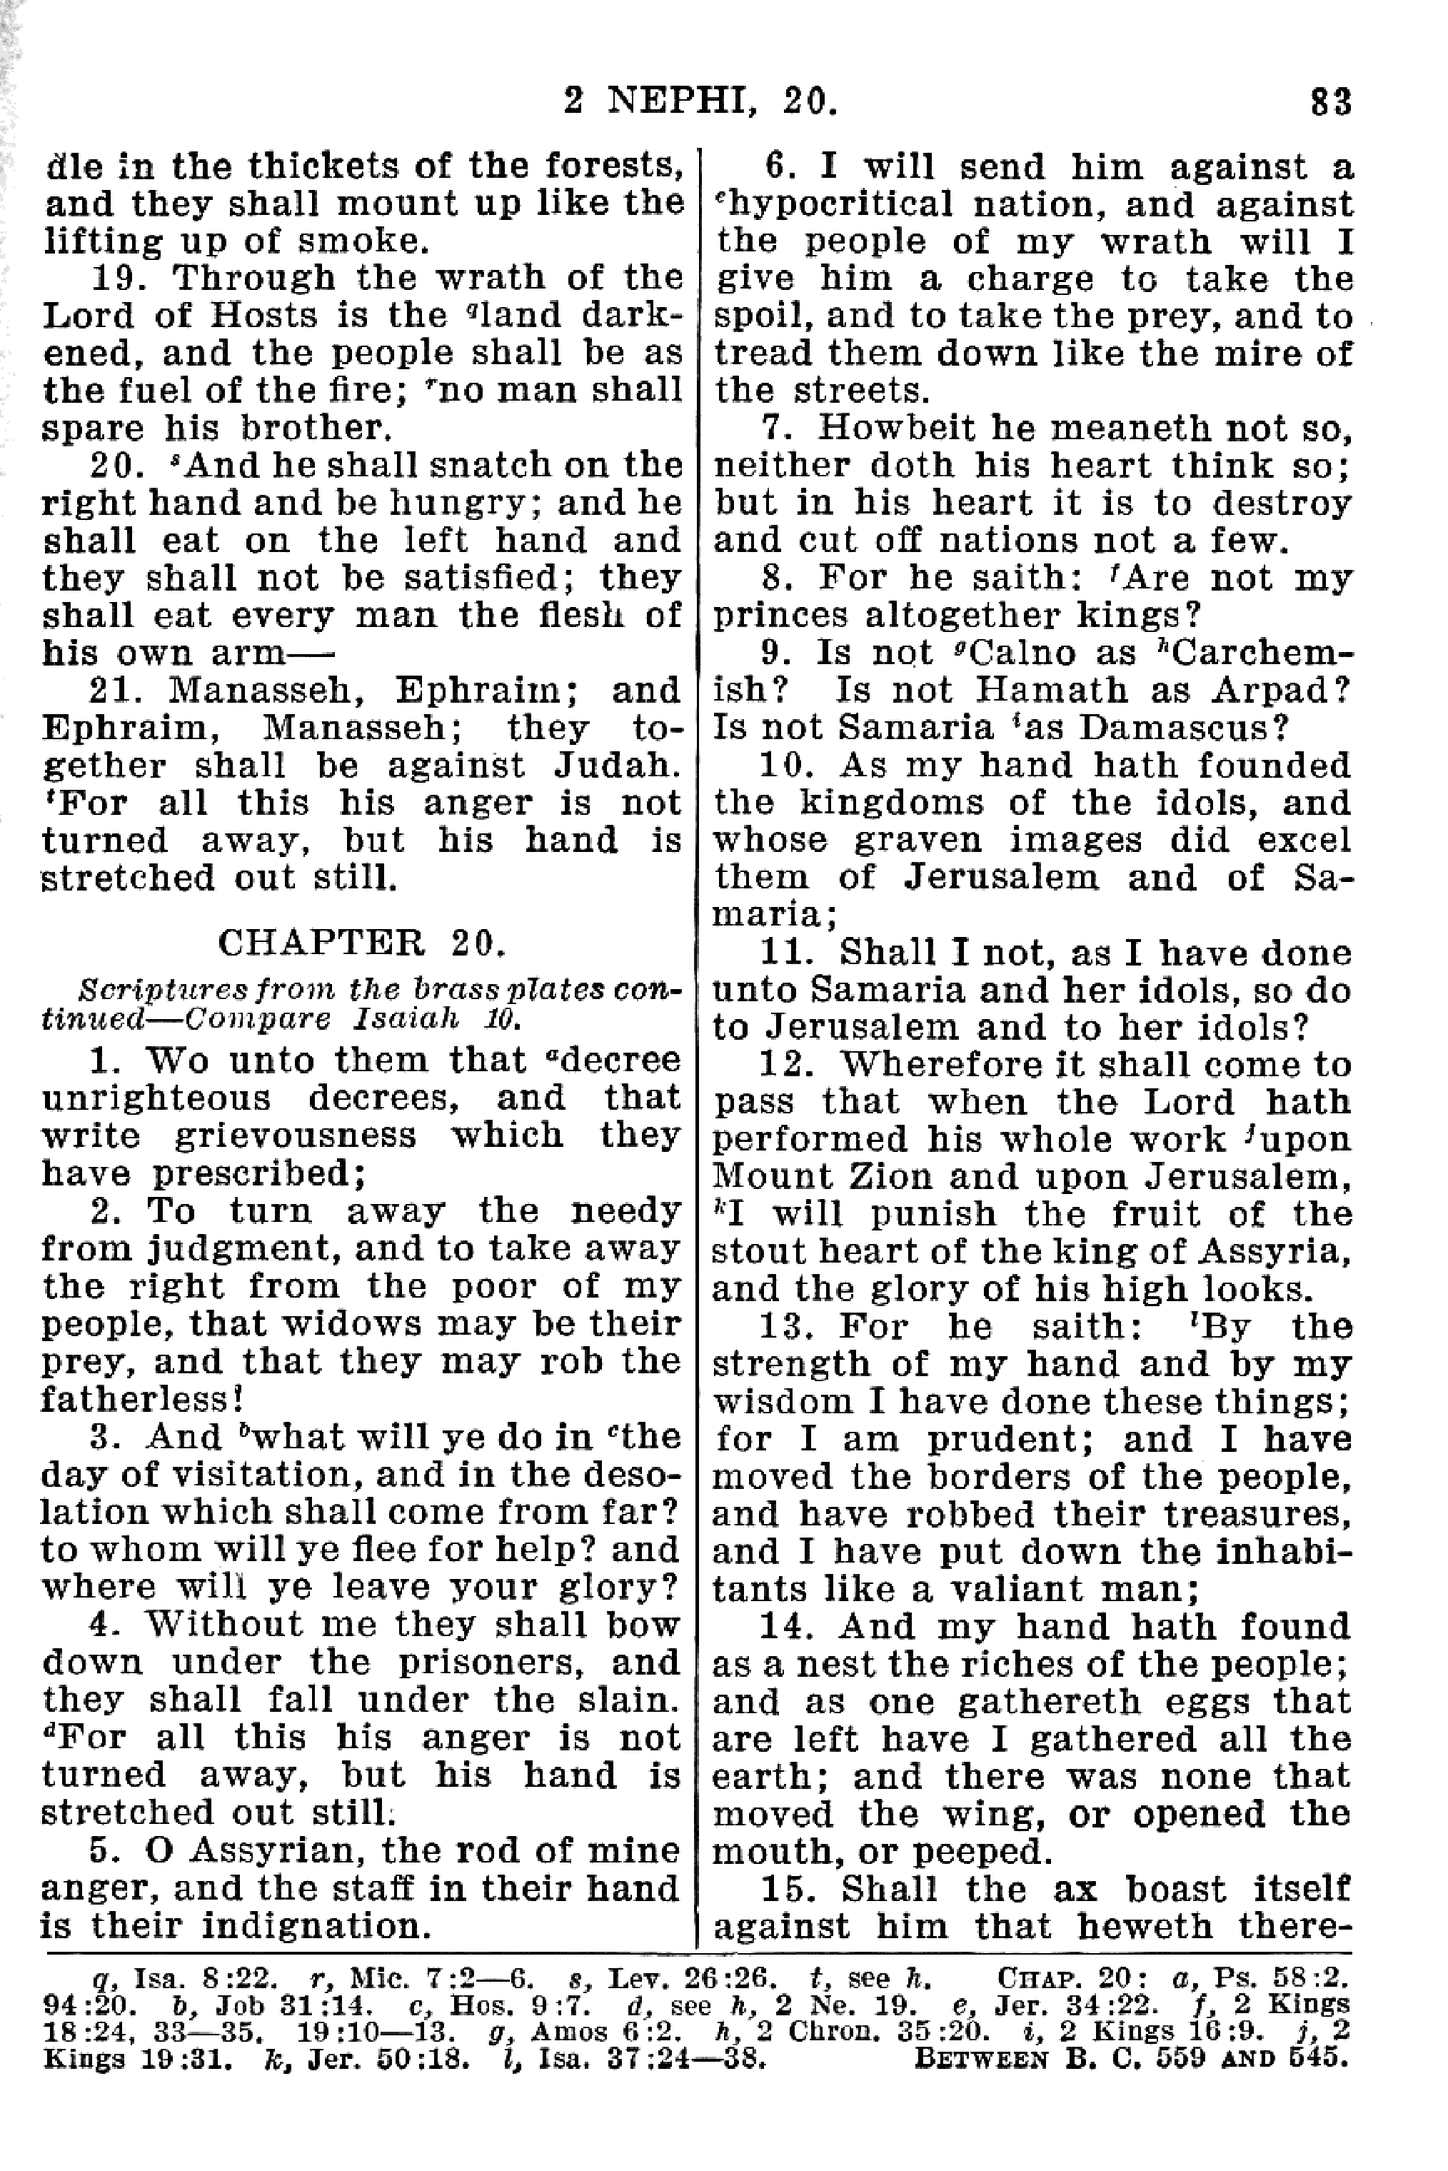 2 NEPHI, 20.
83
dle in the thickets of the forests,
and they shall mount up like the
lifting up of smoke.
19. Through the wrath of the
Lord of Hosts is the qland dark-
ened, and the people shall be as
the fuel of the fire; rno man shall
spare his brother.
20. sAnd he shall snatch on the
right hand and be hungry; and he
shall eat on the left hand and
they shall not be satisfied; they
shall eat every man the flesh of
his own arm—
21. Manasseh, Ephraim; and
Ephraim, Manasseh; they to-
gether shall be against Judah.
tFor all this his anger is not
turned away, but his hand is
stretched out still.
CHAPTER 20.
Scriptures from the brass plates con-
tinued—Compare Isaiah 10.
1. Wo unto them that adecree
unrighteous decrees, and that
write grievousness which they
have prescribed;
2. To turn away the needy
from judgment, and to take away
the right from the poor of my
people, that widows may be their
prey, and that they may rob the
fatherless!
3. And bwhat will ye do in cthe
day of visitation, and in the deso-
lation which shall come from far?
to whom will ye flee for help? and
where will ye leave your glory?
4. Without me they shall bow
down under the prisoners, and
they shall fall under the slain.
dFor all this his anger is not
turned away, but his hand is
stretched out still.
5. O Assyrian, the rod of mine
anger, and the staff in their hand
is their indignation.
6. I will send him against a
ehypocritical nation, and against
the people of my wrath will I
give him a charge to take the
spoil, and to take the prey, and to
tread them down like the mire of
the streets.
7. Howbeit he meaneth not so,
neither doth his heart think so;
but in his heart it is to destroy
and cut off nations not a few.
8. For he saith: fAre not my
princes altogether kings?
9. Is not gCalno as hCarchem-
ish? Is not Hamath as Arpad?
Is not Samaria ias Damascus?
10. As my hand hath founded
the kingdoms of the idols, and
whose graven images did excel
them of Jerusalem and of Sa-
maria;
11. Shall I not, as I have done
unto Samaria and her idols, so do
to Jerusalem and to her idols?
12. Wherefore it shall come to
pass that when the Lord hath
performed his whole work jupon
Mount Zion and upon Jerusalem,
kI will punish the fruit of the
stout heart of the king of Assyria,
and the glory of his high looks.
13. For he saith: lBy the
strength of my hand and by my
wisdom I have done these things;
for I am prudent; and I have
moved the borders of the people,
and have robbed their treasures,
and I have put down the inhabi-
tants like a valiant man;
14. And my hand hath found
as a nest the riches of the people;
and as one gathereth eggs that
are left have I gathered all the
earth; and there was none that
moved the wing, or opened the
mouth, or peeped.
15. Shall the ax boast itself
against him that heweth there-
q, Isa. 8:22. r, Mic. 7:2—6. s, Lev. 26:26. t, see h. CHAP. 20: a, Ps. 58:2.
94:20. b, Job 31:14. c, Hos. 9:7. d, see h, 2 Ne. 19. e, Jer. 34:22. f, 2 Kings
18:24, 33—35. 19:10—13. g, Amos 6:2. h, 2 Chron. 35:20. i, 2 Kings 16:9. j, 2
Kings 19:31. k, Jer. 50:18. l, Isa. 37:24—38. BETWEEN B. C. 559 AND 545.